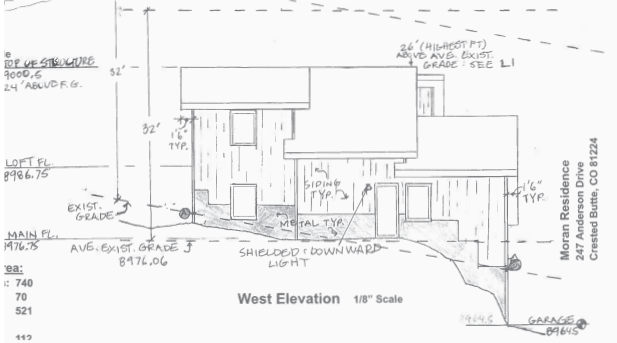 26' (HIGHEST PT)
ABOVE AVE. EXIST.
GRADE: SEE L1
TOP OF STRUCTURE
9000.5
24' ABOVE F.G.
32'
32'
1'6"
TYP.
LOFT FL.
8986.75'
SIDING
TYP.
1'6"
TYP.
EXIST.
GRADE
METAL TYP.
MAIN FL.
8976.75
AVE. EXIST. GRADE
8976.06
SHIELDED: DOWNWARD
LIGHT
West Elevation 1/8" Scale
Moran Residence
247 Anderson Drive
Crested Butte, CO 81224
rea:
: 740
70
521
112
8964.5
GARAGE
8964.5